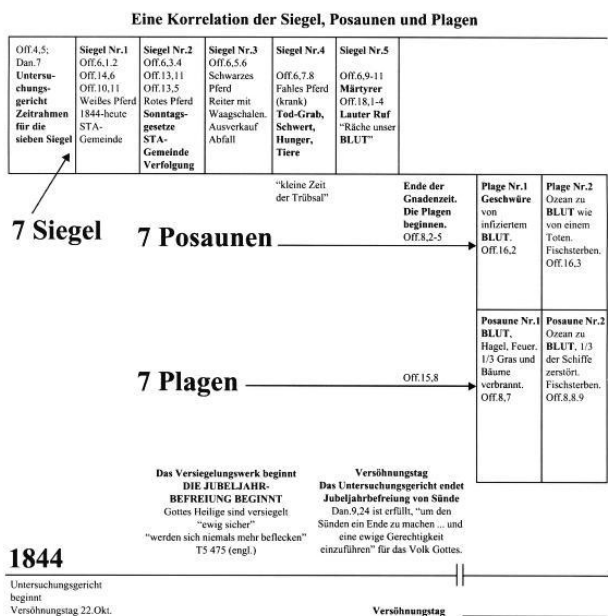 Eine Korrelation der Siegel, Posaunen und Plagen
Off.4,5;
Dan.7
Untersu-
chungs-
gericht
Zeitrahmen
für die
sieben Siegel
Siegel Nr.1
Off.6,1.2
Off.14,6
Off.10,11
Weißes Pferd
1844-heute
STA-
Gemeinde
Siegel Nr.2
Off.6,3.4
Off.13,11
Off.13,5
Rotes Pferd
Sonntags-
gesetze
STA-
Gemeinde
Verfolgung
Siegel Nr.3
Off.6,5.6
Schwarzes
Pferd
Reiter mit
Waagschalen.
Ausverkauf
Abfall
Siegel Nr.4
Off.6,7.8
Fahles Pferd
(krank)
Tod-Grab,
Schwert,
Hunger,
Tiere
Siegel Nr.5
Off.6,9-11
Märtyrer
Off.18,1-4
Lauter Ruf
"Räche unser
BLUT"
7 Siegel
"kleine Zeit
der Trübsal"
7 Posaunen
Ende der
Gnadenzeit.
Die Plagen
beginnen.
Off.8,2-5
Plage Nr.1
Geschwüre
von
infiziertem
BLUT.
Off.16,2
Plage Nr.2
Ozean zu
BLUT wie
von einem
Toten.
Fischsterben.
Off.16,3
7 Plagen
Off.15,8
Posaune Nr.1
BLUT,
Hagel, Feuer.
1/3 Gras und
Bäume
verbrannt.
Off.8,7
Posaune Nr.2
Ozean zu
BLUT, 1/3
der Schiffe
zerstört.
Fischsterben.
Off.8,8.9
Das Versiegelungswerk beginnt
DIE JUBELJAHR-
BEFREIUNG BEGINNT
Gottes Heilige sind versiegelt
"ewig sicher"
"werden sich niemals mehr beflecken"
T5 475 (engl.)
Versöhnungstag
Das Untersuchungsgericht endet
Jubeljahrbefreiung von Sünde
Dan.9,24 ist erfüllt, "um den
Sünden ein Ende zu machen ... und
eine ewige Gerechtigkeit
einzuführen" für das Volk Gottes.
1844
Untersuchungsgericht
beginnt
Versöhnungstag 22.Okt.
Versöhnungstag